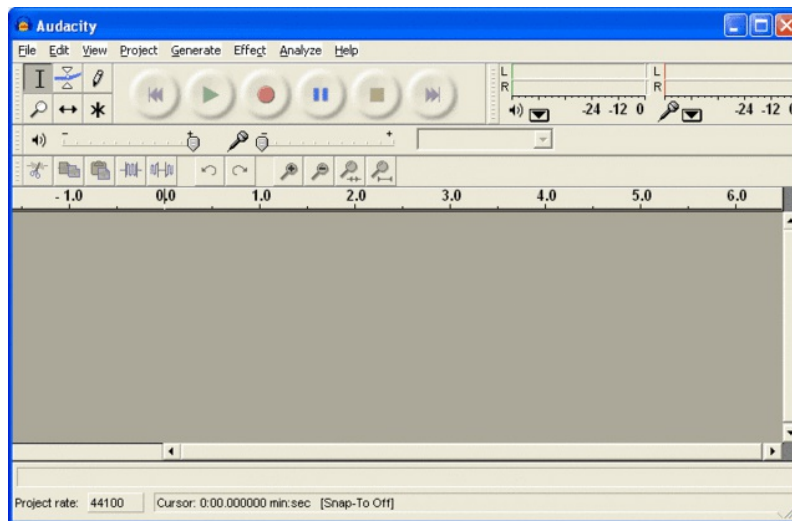 Audacity
File Edit View Project Generate Effect Analyze Help
L L
R R
-24 -12 0 -24 -12 0
- + - +
- 1.0 0.0 1.0 2.0 3.0 4.0 5.0 6.0
Project rate: 44100 Cursor: 0:00.000000 min:sec [Snap-To Off]